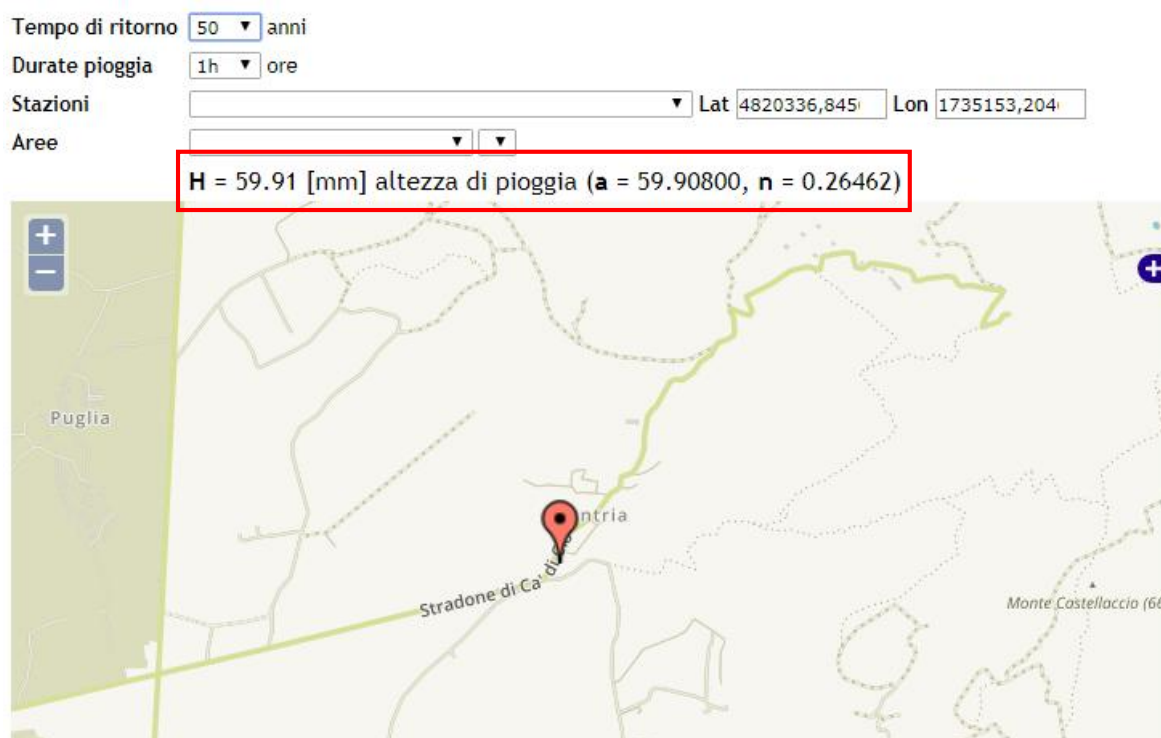 Tempo di ritorno 50 anni
Durate pioggia 1h ore
Stazioni Lat 4820336,845 Lon 1735153,204
Aree
H = 59.91 [mm] altezza di pioggia (a = 59.90800, n = 0.26462)
+
−
+
Puglia
ntria
Stradone di Ca' di
Monte Castellaccio (66